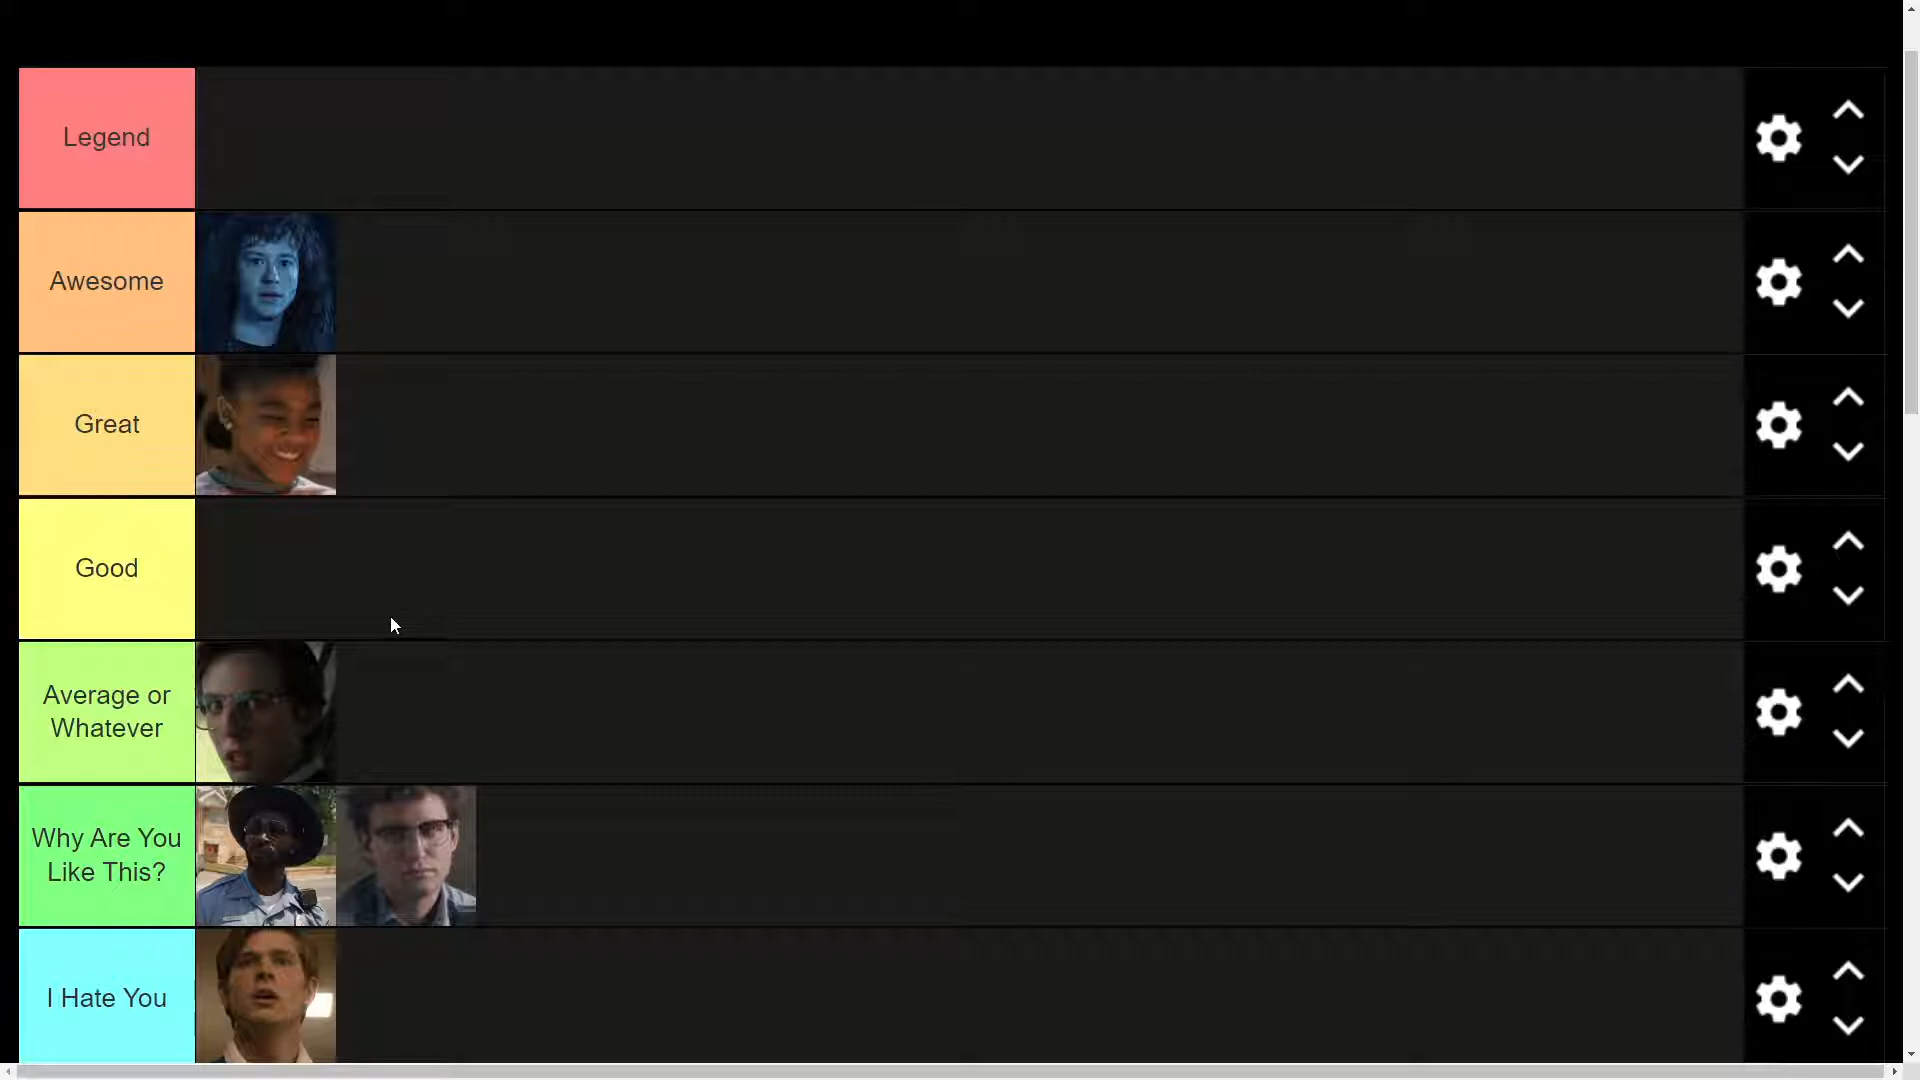 Legend
Awesome
Great
Good
Average or
Whatever
Why Are You
Like This?
I Hate You